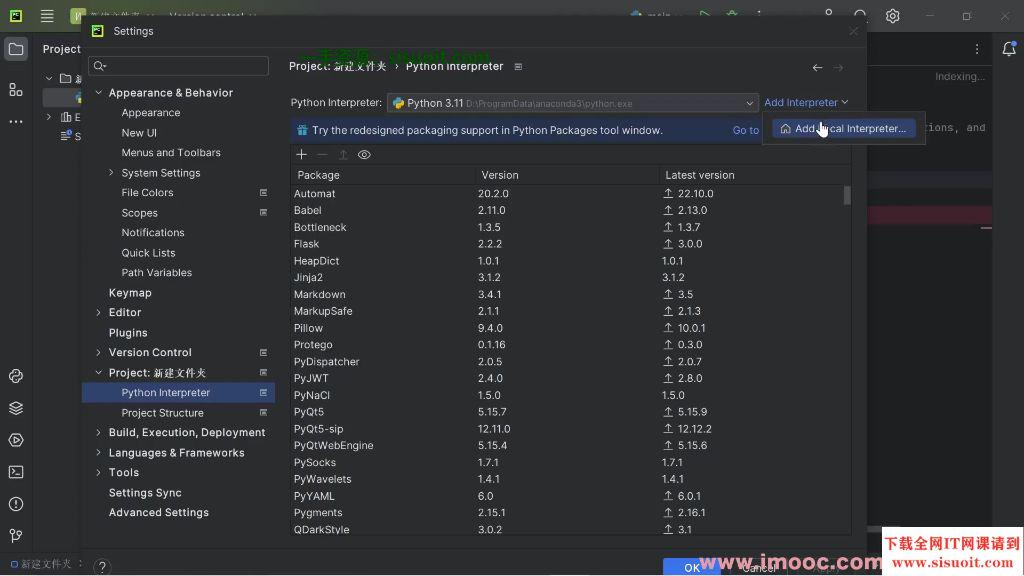 Version control
main
Settings
Project
Project: 新建文件夹 › Python Interpreter
Python Interpreter: Python 3.11 D:\ProgramData\anaconda3\python.exe
Add Interpreter
Indexing...
Try the redesigned packaging support in Python Packages tool window. Go to
Add Local Interpreter...
ions, and
Appearance & Behavior
Appearance
New UI
Menus and Toolbars
System Settings
File Colors
Scopes
Notifications
Quick Lists
Path Variables
Keymap
Editor
Plugins
Version Control
Project: 新建文件夹
Python Interpreter
Project Structure
Build, Execution, Deployment
Languages & Frameworks
Tools
Settings Sync
Advanced Settings
Package Version Latest version
Automat 20.2.0 22.10.0
Babel 2.11.0 2.13.0
Bottleneck 1.3.5 1.3.7
Flask 2.2.2 3.0.0
HeapDict 1.0.1 1.0.1
Jinja2 3.1.2 3.1.2
Markdown 3.4.1 3.5
MarkupSafe 2.1.1 2.1.3
Pillow 9.4.0 10.0.1
Protego 0.1.16 0.3.0
PyDispatcher 2.0.5 2.0.7
PyJWT 2.4.0 2.8.0
PyNaCl 1.5.0 1.5.0
PyQt5 5.15.7 5.15.9
PyQt5-sip 12.11.0 12.12.2
PyQtWebEngine 5.15.4 5.15.6
PySocks 1.7.1 1.7.1
PyWavelets 1.4.1 1.4.1
PyYAML 6.0 6.0.1
Pygments 2.15.1 2.16.1
QDarkStyle 3.0.2 3.1
OK Cancel Apply
新建文件夹
www.imooc.com
下载全网IT网课请到
www.sisuoit.com